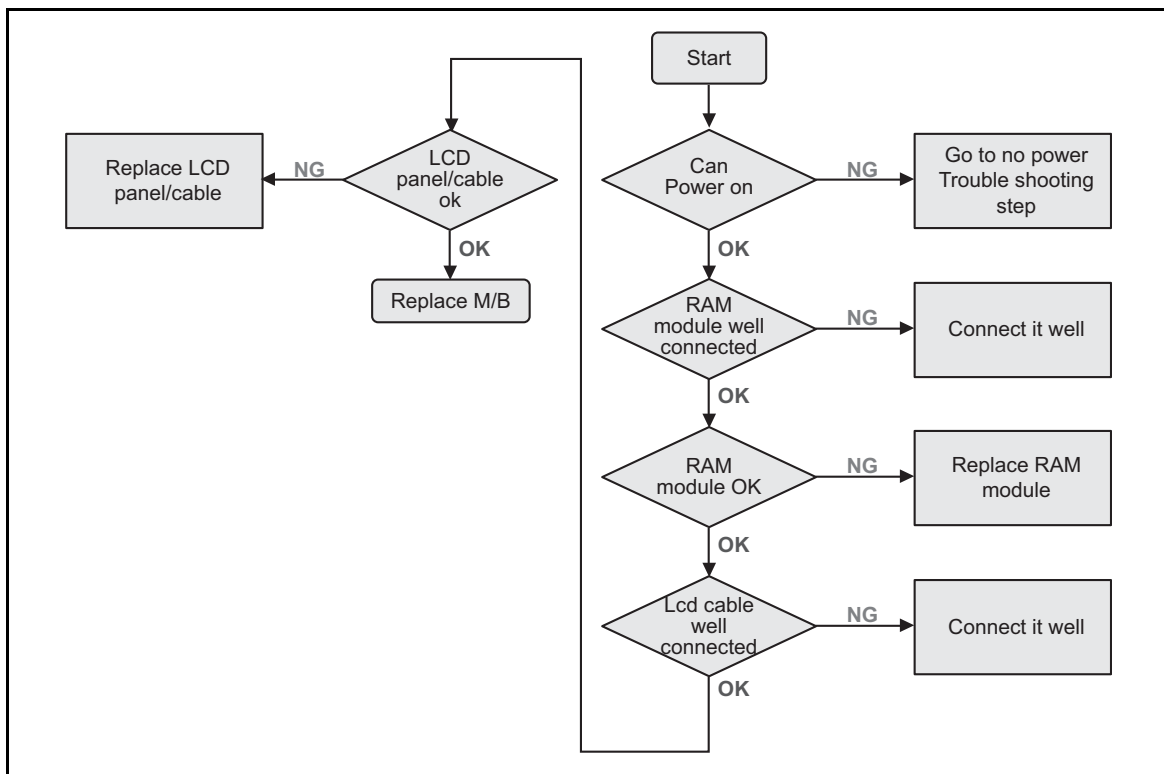 Start
Can
Power on
NG
Go to no power
Trouble shooting
step
OK
RAM
module well
connected
NG
Connect it well
OK
RAM
module OK
NG
Replace RAM
module
OK
Lcd cable
well
connected
NG
Connect it well
OK
LCD
panel/cable
ok
NG
Replace LCD
panel/cable
OK
Replace M/B